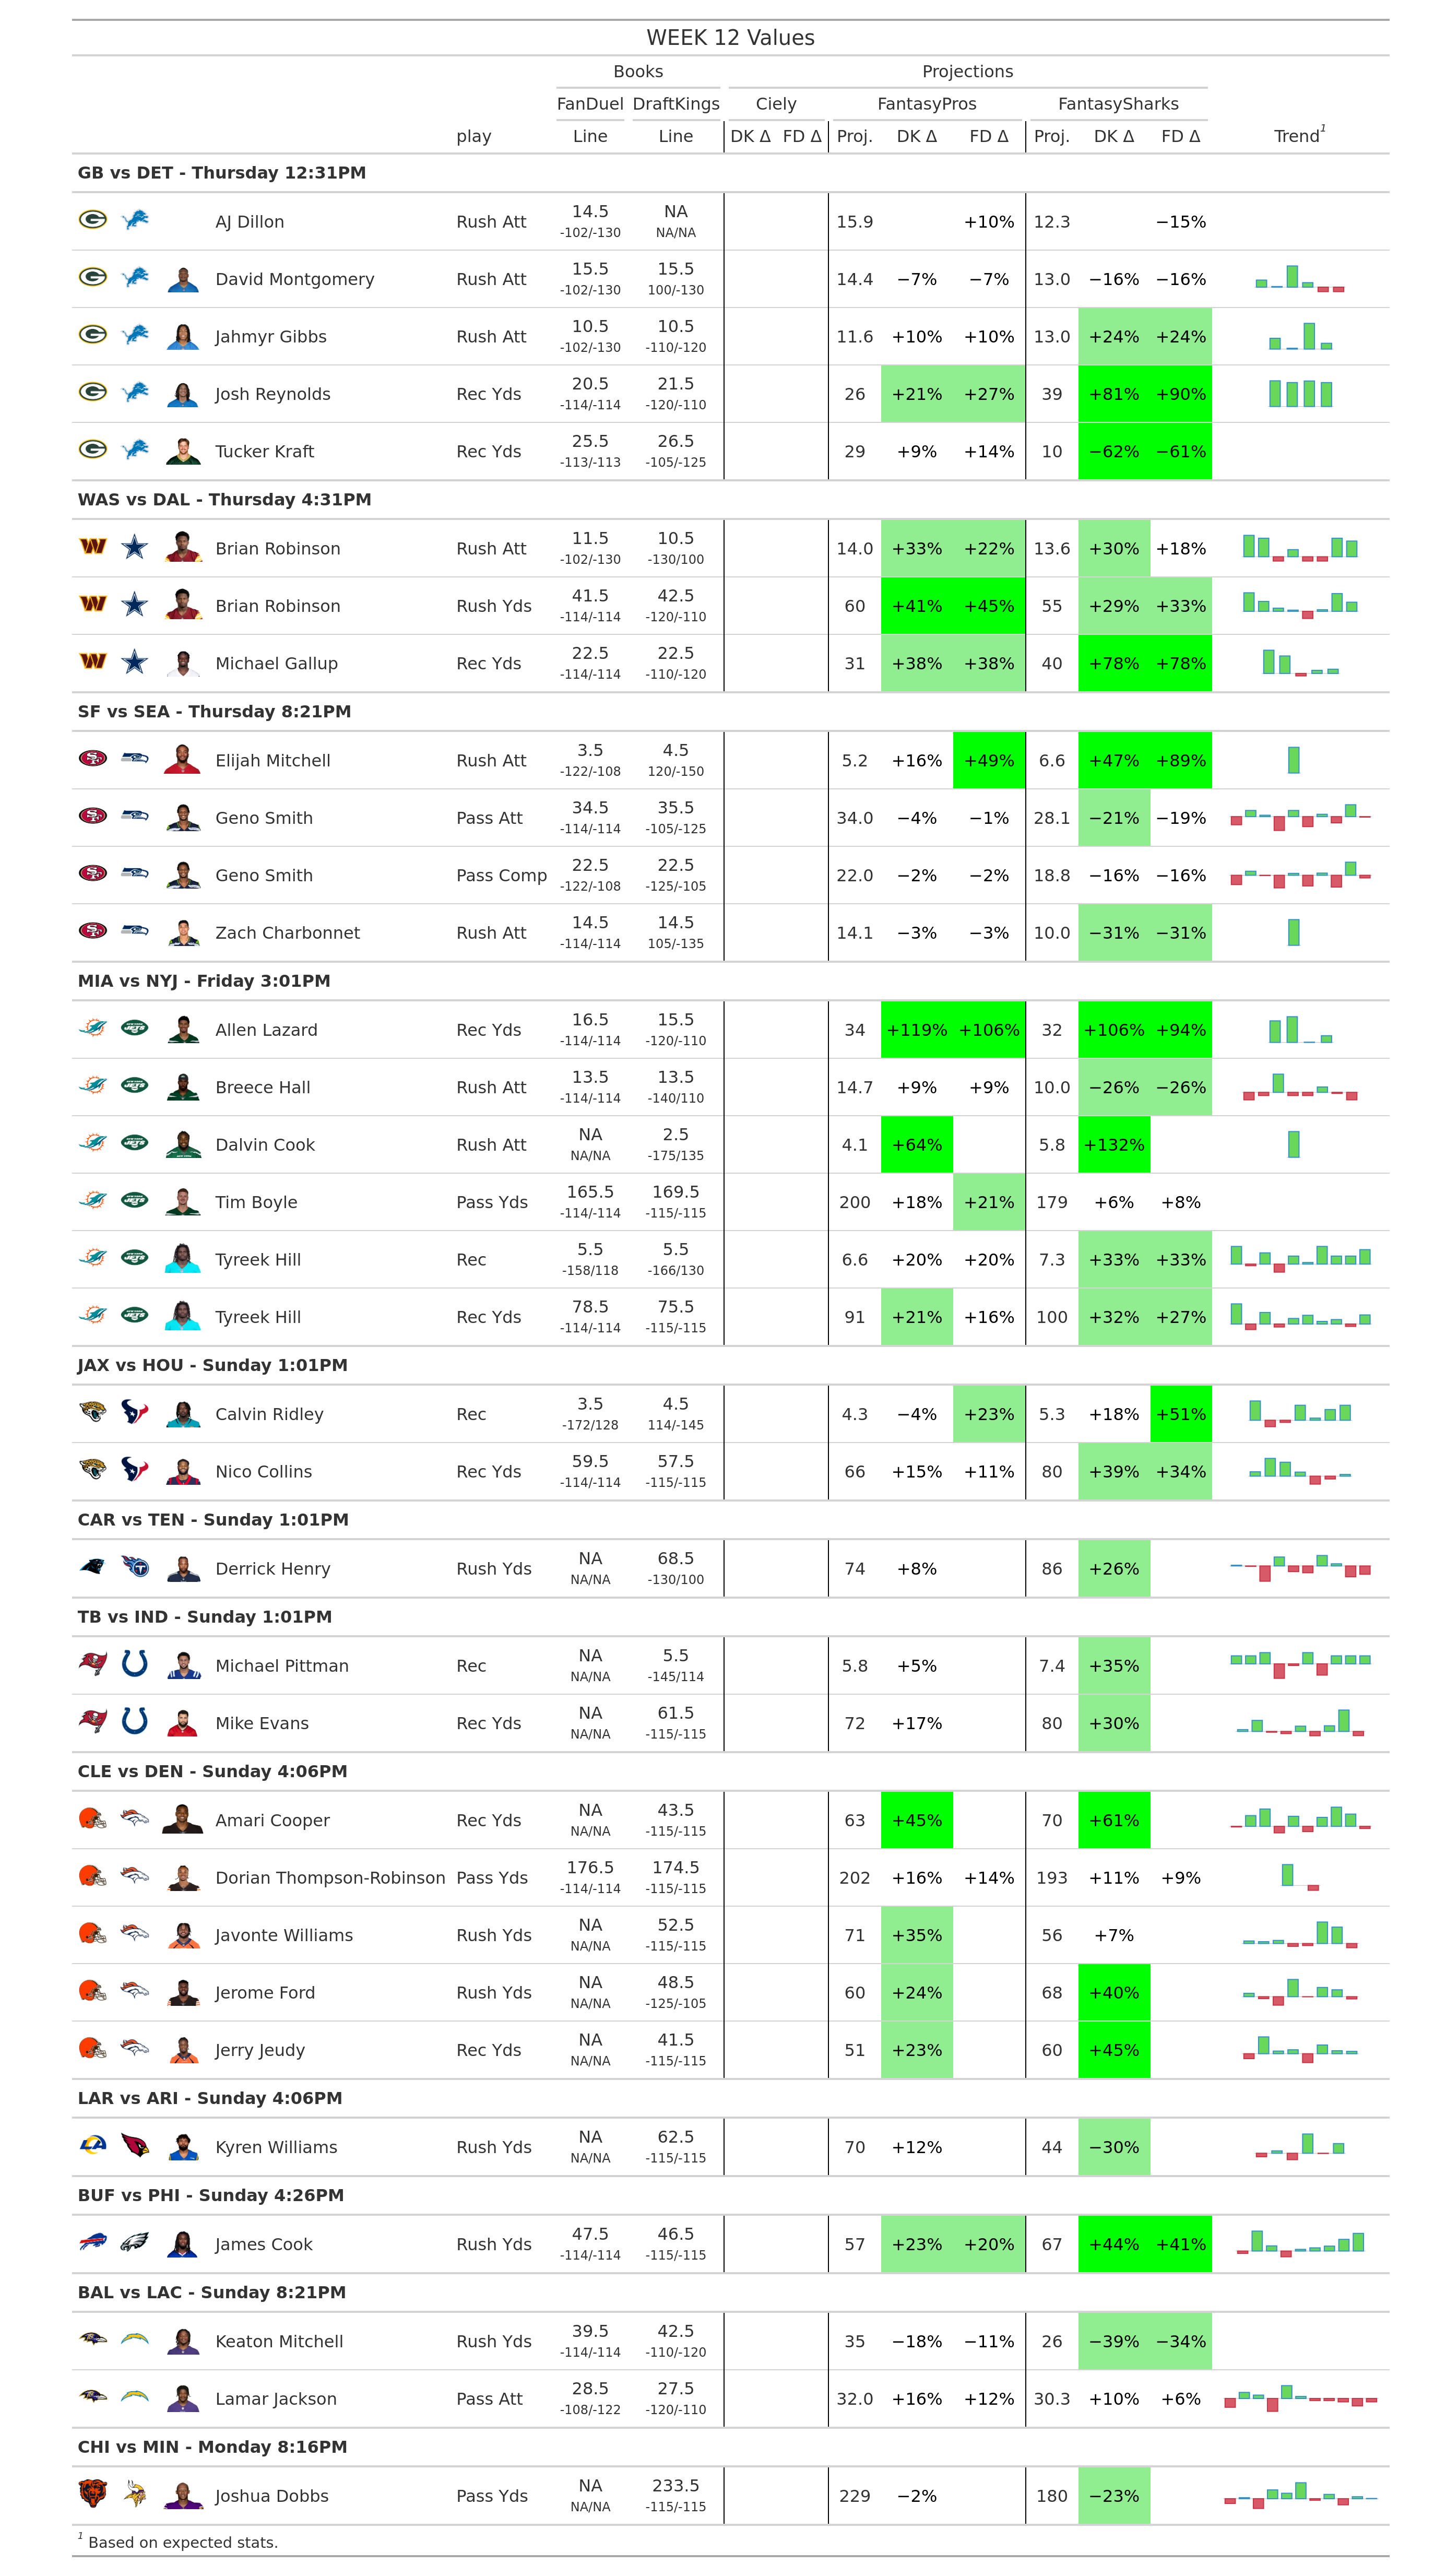 WEEK 12 Values
Books Projections
FanDuel DraftKings Ciely FantasyPros FantasySharks
play Line Line DK Δ FD Δ Proj. DK Δ FD Δ Proj. DK Δ FD Δ Trend1
GB vs DET - Thursday 12:31PM
AJ Dillon Rush Att 14.5 NA 15.9 +10% 12.3 −15%
-102/-130 NA/NA
David Montgomery Rush Att 15.5 15.5 14.4 −7% −7% 13.0 −16% −16%
-102/-130 100/-130
Jahmyr Gibbs Rush Att 10.5 10.5 11.6 +10% +10% 13.0 +24% +24%
-102/-130 -110/-120
Josh Reynolds Rec Yds 20.5 21.5 26 +21% +27% 39 +81% +90%
-114/-114 -120/-110
Tucker Kraft Rec Yds 25.5 26.5 29 +9% +14% 10 −62% −61%
-113/-113 -105/-125
WAS vs DAL - Thursday 4:31PM
Brian Robinson Rush Att 11.5 10.5 14.0 +33% +22% 13.6 +30% +18%
-102/-130 -130/100
Brian Robinson Rush Yds 41.5 42.5 60 +41% +45% 55 +29% +33%
-114/-114 -120/-110
Michael Gallup Rec Yds 22.5 22.5 31 +38% +38% 40 +78% +78%
-114/-114 -110/-120
SF vs SEA - Thursday 8:21PM
Elijah Mitchell Rush Att 3.5 4.5 5.2 +16% +49% 6.6 +47% +89%
-122/-108 120/-150
Geno Smith Pass Att 34.5 35.5 34.0 −4% −1% 28.1 −21% −19%
-114/-114 -105/-125
Geno Smith Pass Comp 22.5 22.5 22.0 −2% −2% 18.8 −16% −16%
-122/-108 -125/-105
Zach Charbonnet Rush Att 14.5 14.5 14.1 −3% −3% 10.0 −31% −31%
-114/-114 105/-135
MIA vs NYJ - Friday 3:01PM
Allen Lazard Rec Yds 16.5 15.5 34 +119% +106% 32 +106% +94%
-114/-114 -120/-110
Breece Hall Rush Att 13.5 13.5 14.7 +9% +9% 10.0 −26% −26%
-114/-114 -140/110
Dalvin Cook Rush Att NA 2.5 4.1 +64% 5.8 +132%
NA/NA -175/135
Tim Boyle Pass Yds 165.5 169.5 200 +18% +21% 179 +6% +8%
-114/-114 -115/-115
Tyreek Hill Rec 5.5 5.5 6.6 +20% +20% 7.3 +33% +33%
-158/118 -166/130
Tyreek Hill Rec Yds 78.5 75.5 91 +21% +16% 100 +32% +27%
-114/-114 -115/-115
JAX vs HOU - Sunday 1:01PM
Calvin Ridley Rec 3.5 4.5 4.3 −4% +23% 5.3 +18% +51%
-172/128 114/-145
Nico Collins Rec Yds 59.5 57.5 66 +15% +11% 80 +39% +34%
-114/-114 -115/-115
CAR vs TEN - Sunday 1:01PM
Derrick Henry Rush Yds NA 68.5 74 +8% 86 +26%
NA/NA -130/100
TB vs IND - Sunday 1:01PM
Michael Pittman Rec NA 5.5 5.8 +5% 7.4 +35%
NA/NA -145/114
Mike Evans Rec Yds NA 61.5 72 +17% 80 +30%
NA/NA -115/-115
CLE vs DEN - Sunday 4:06PM
Amari Cooper Rec Yds NA 43.5 63 +45% 70 +61%
NA/NA -115/-115
Dorian Thompson-Robinson Pass Yds 176.5 174.5 202 +16% +14% 193 +11% +9%
-114/-114 -115/-115
Javonte Williams Rush Yds NA 52.5 71 +35% 56 +7%
NA/NA -115/-115
Jerome Ford Rush Yds NA 48.5 60 +24% 68 +40%
NA/NA -125/-105
Jerry Jeudy Rec Yds NA 41.5 51 +23% 60 +45%
NA/NA -115/-115
LAR vs ARI - Sunday 4:06PM
Kyren Williams Rush Yds NA 62.5 70 +12% 44 −30%
NA/NA -115/-115
BUF vs PHI - Sunday 4:26PM
James Cook Rush Yds 47.5 46.5 57 +23% +20% 67 +44% +41%
-114/-114 -115/-115
BAL vs LAC - Sunday 8:21PM
Keaton Mitchell Rush Yds 39.5 42.5 35 −18% −11% 26 −39% −34%
-114/-114 -110/-120
Lamar Jackson Pass Att 28.5 27.5 32.0 +16% +12% 30.3 +10% +6%
-108/-122 -120/-110
CHI vs MIN - Monday 8:16PM
Joshua Dobbs Pass Yds NA 233.5 229 −2% 180 −23%
NA/NA -115/-115
1 Based on expected stats.